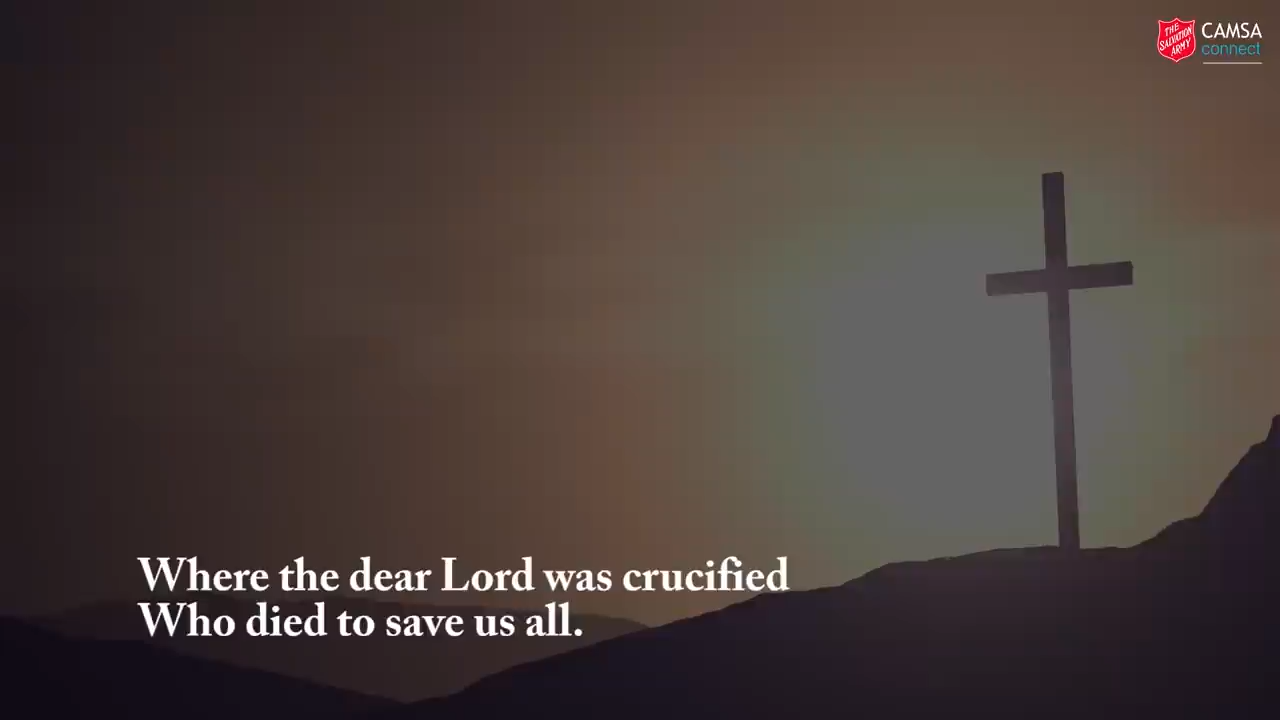 THE
SALVATION
ARMY
CAMSA
connect
Where the dear Lord was crucified
Who died to save us all.